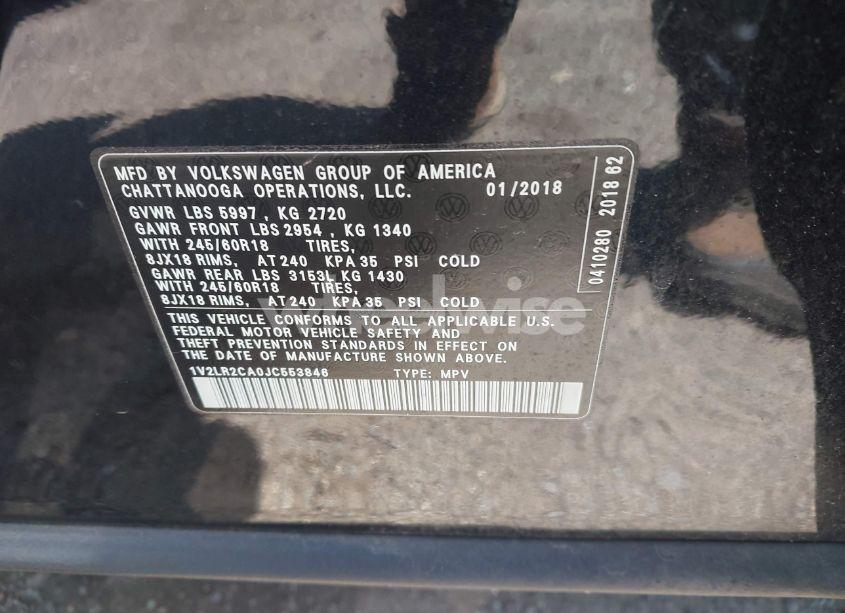 MFD BY VOLKSWAGEN GROUP OF AMERICA
CHATTANOOGA OPERATIONS, LLC. 01/2018
GVWR LBS 5997 , KG 2720
GAWR FRONT LBS 2954 , KG 1340
WITH 245/60R18 TIRES,
8JX18 RIMS, AT 240 KPA 35 PSI COLD
GAWR REAR LBS 3153L KG 1430
WITH 245/60R18 TIRES,
8JX18 RIMS, AT 240 KPA 35 PSI COLD
THIS VEHICLE CONFORMS TO ALL APPLICABLE U.S.
FEDERAL MOTOR VEHICLE SAFETY AND
THEFT PREVENTION STANDARDS IN EFFECT ON
THE DATE OF MANUFACTURE SHOWN ABOVE.
1V2LR2CA0JC553846 TYPE: MPV
0410280 2018 62
wheelwise